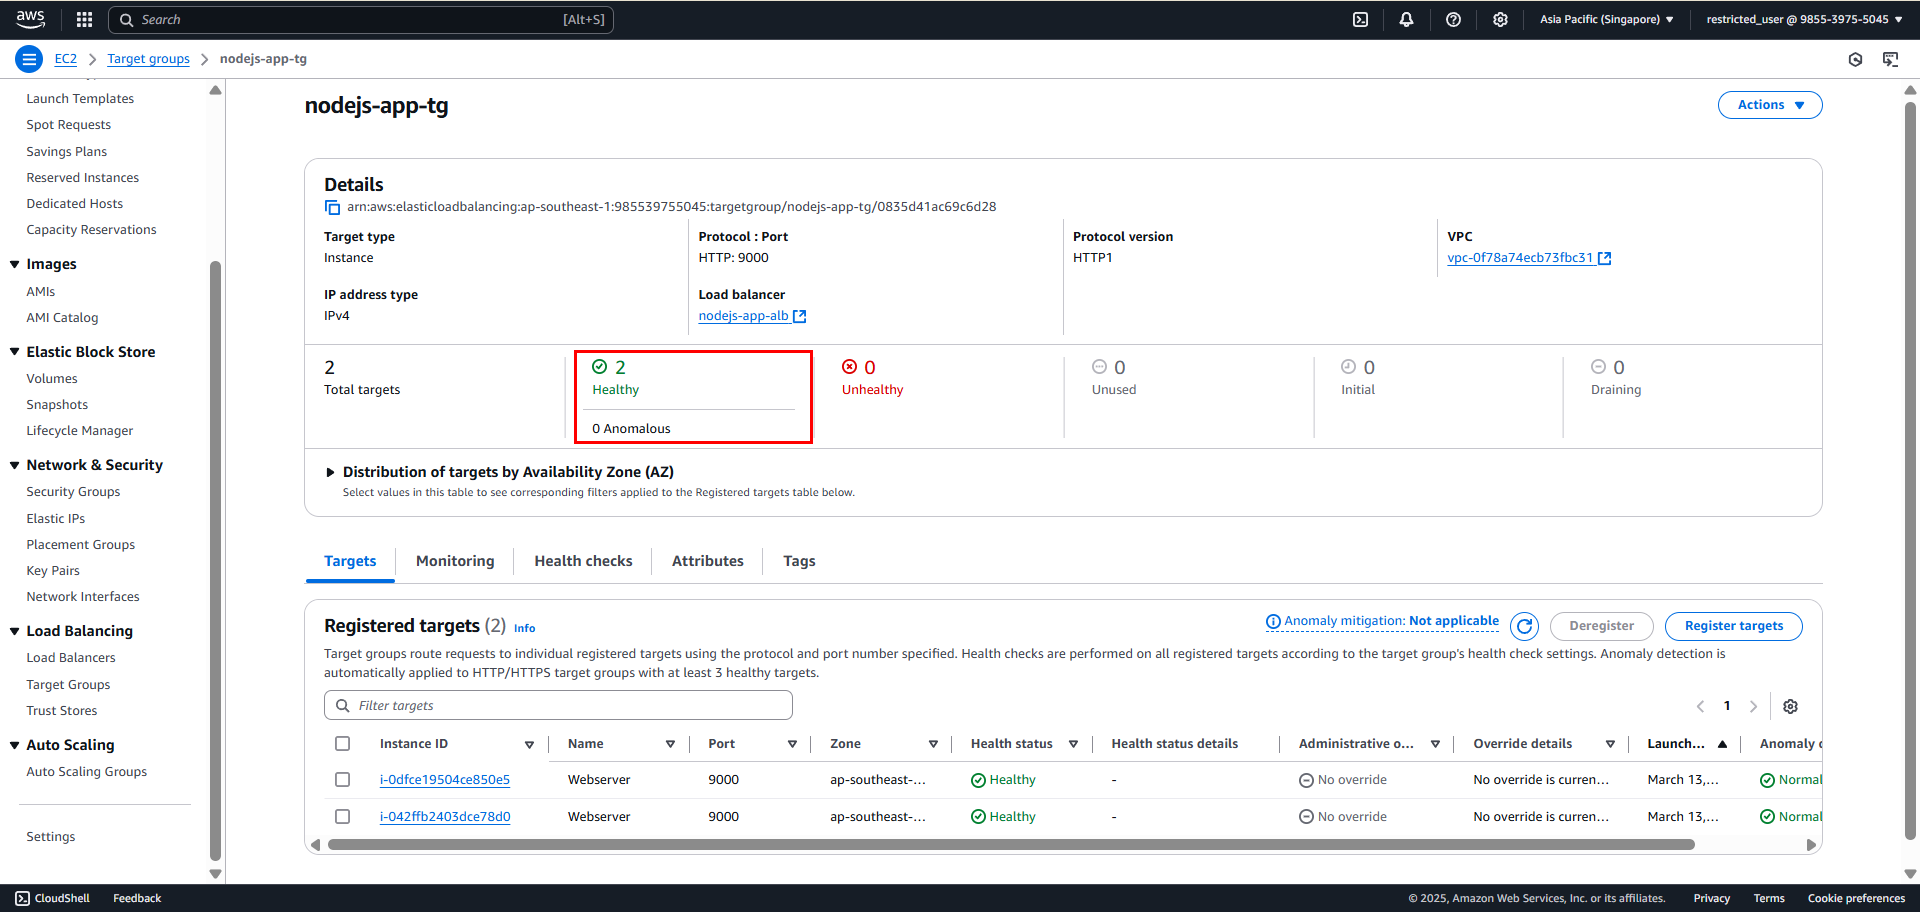 aws
Search [Alt+S]
Asia Pacific (Singapore)
restricted_user @ 9855-3975-5045
EC2
Target groups
nodejs-app-tg
Launch Templates
Spot Requests
Savings Plans
Reserved Instances
Dedicated Hosts
Capacity Reservations
Images
AMIs
AMI Catalog
Elastic Block Store
Volumes
Snapshots
Lifecycle Manager
Network & Security
Security Groups
Elastic IPs
Placement Groups
Key Pairs
Network Interfaces
Load Balancing
Load Balancers
Target Groups
Trust Stores
Auto Scaling
Auto Scaling Groups
Settings
nodejs-app-tg
Actions
Details
arn:aws:elasticloadbalancing:ap-southeast-1:985539755045:targetgroup/nodejs-app-tg/0835d41ac69c6d28
Target type
Instance
Protocol : Port
HTTP: 9000
Protocol version
HTTP1
VPC
vpc-0f78a74ecb73fbc31
IP address type
IPv4
Load balancer
nodejs-app-alb
2
Total targets
2
Healthy
0 Anomalous
0
Unhealthy
0
Unused
0
Initial
0
Draining
Distribution of targets by Availability Zone (AZ)
Select values in this table to see corresponding filters applied to the Registered targets table below.
Targets Monitoring Health checks Attributes Tags
Registered targets (2) Info
Anomaly mitigation: Not applicable
Deregister
Register targets
Target groups route requests to individual registered targets using the protocol and port number specified. Health checks are performed on all registered targets according to the target group's health check settings. Anomaly detection is
automatically applied to HTTP/HTTPS target groups with at least 3 healthy targets.
Filter targets
1
Instance ID Name Port Zone Health status Health status details Administrative o... Override details Launch... Anomaly
i-0dfce19504ce850e5 Webserver 9000 ap-southeast-... Healthy - No override No override is curren... March 13,... Normal
i-042ffb2403dce78d0 Webserver 9000 ap-southeast-... Healthy - No override No override is curren... March 13,... Normal
CloudShell Feedback
© 2025, Amazon Web Services, Inc. or its affiliates. Privacy Terms Cookie preferences